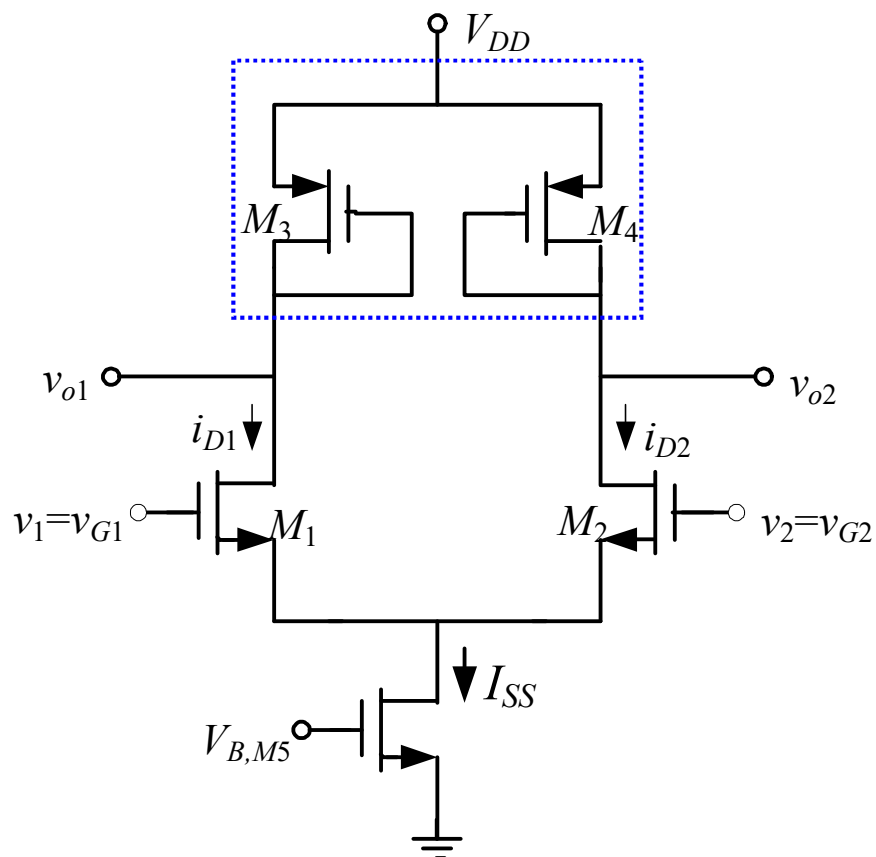 V_DD
M_3
M_4
v_o1
v_o2
i_D1
i_D2
v_1=v_G1
M_1
M_2
v_2=v_G2
I_SS
V_B,M5